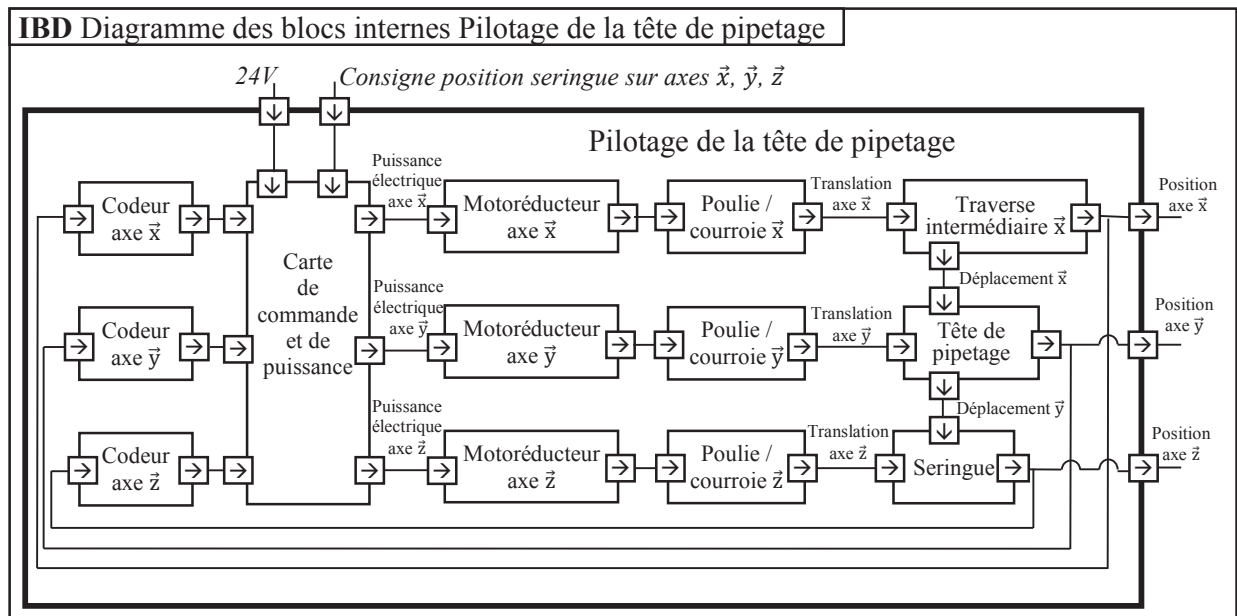 IBD Diagramme des blocs internes Pilotage de la tête de pipetage
24V
Consigne position seringue sur axes x⃗, y⃗, z⃗
Pilotage de la tête de pipetage
Codeur
axe x⃗
Carte
de
commande
et de
puissance
Puissance
électrique
axe x⃗
Motoréducteur
axe x⃗
Poulie /
courroie x⃗
Translation
axe x⃗
Traverse
intermédiaire x⃗
Position
axe x⃗
Déplacement x⃗
Codeur
axe y⃗
Puissance
électrique
axe y⃗
Motoréducteur
axe y⃗
Poulie /
courroie y⃗
Translation
axe y⃗
Tête de
pipetage
Position
axe y⃗
Déplacement y⃗
Codeur
axe z⃗
Puissance
électrique
axe z⃗
Motoréducteur
axe z⃗
Poulie /
courroie z⃗
Translation
axe z⃗
Seringue
Position
axe z⃗